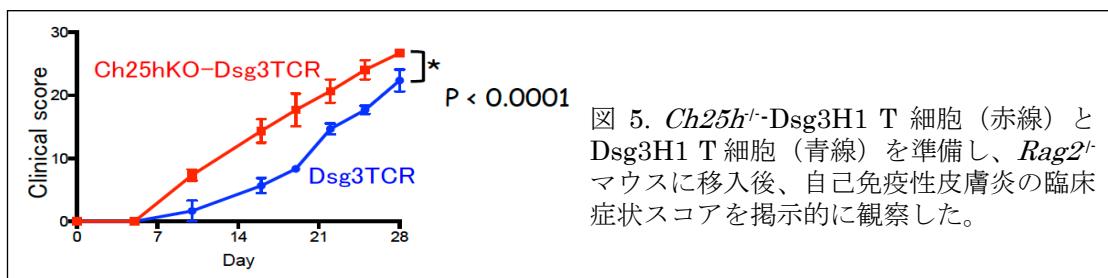 30
20
10
0
Clinical score
Ch25hKO-Dsg3TCR
Dsg3TCR
*
P < 0.0001
0 7 14 21 28
Day
図 5. Ch25h-/--Dsg3H1 T 細胞（赤線）と
Dsg3H1 T 細胞（青線）を準備し、Rag2-/-
マウスに移入後、自己免疫性皮膚炎の臨床
症状スコアを掲示的に観察した。